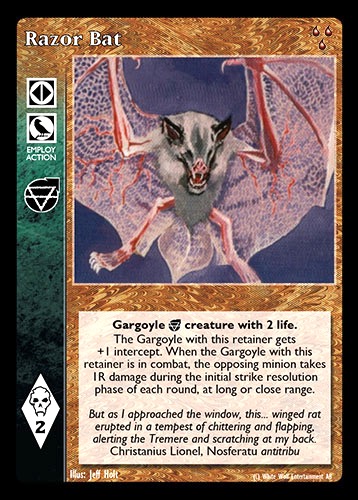 Razor Bat
EMPLOY
ACTION
Gargoyle creature with 2 life.
The Gargoyle with this retainer gets
+1 intercept. When the Gargoyle with this
retainer is in combat, the opposing minion takes
1R damage during the initial strike resolution
phase of each round, at long or close range.
But as I approached the window, this... winged rat
erupted in a tempest of chittering and flapping,
alerting the Tremere and scratching at my back.
Christanius Lionel, Nosferatu antitribu
2
Illus: Jeff Holt
(C) White Wolf Entertainment AB